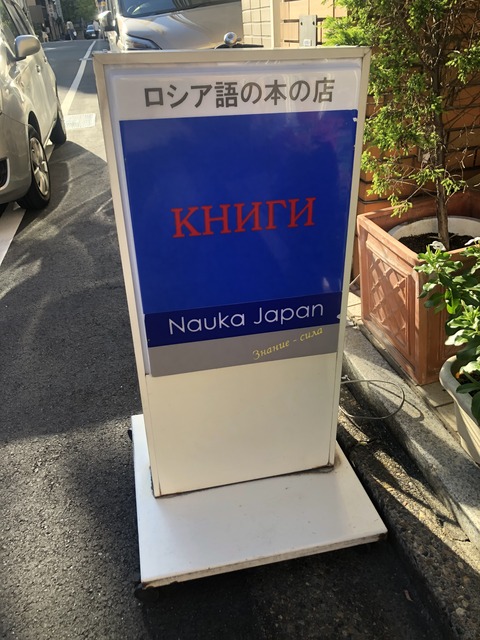 ロシア語の本の店
КНИГИ
Nauka Japan
Знание - сила